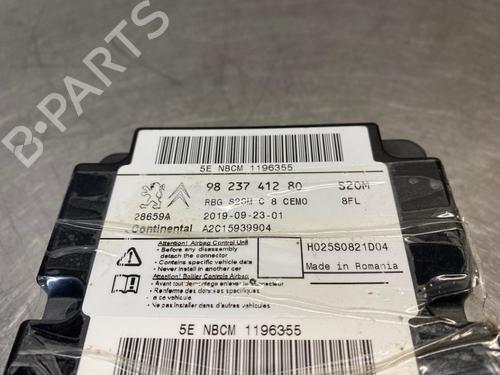 B-PARTS
5E NBCM 1196355
98 237 412 80 S20M
RBG S20M C 8 CEMO 8FL
28659A 2019-09-23-01
Continental A2C15939904
Attention! Airbag Control Unit
- Before any disassembly
detach the connector
- Contains specific vehicle data
- Never install in another car
Attention! Boîtier Contrôle Airbag
- Avant tout démontage enlever le connecteur
- Renferme des données spécifiques
à ce véhicule
- Ne pas installer dans d'autres véhicules
H025S0821D04
Made in Romania
5E NBCM 1196355